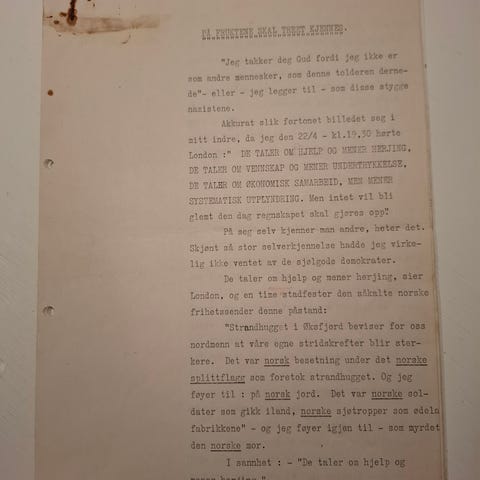 PÅ FRUKTENE SKAL TREET KJENNES.
"Jeg takker deg Gud fordi jeg ikke er
som andre mennesker, som denne tolderen derne-
de"- eller - jeg legger til - som disse stygge
nazistene.
Akkurat slik fortonet billedet seg i
mitt indre, da jeg den 22/4 - kl.19.30 hørte
London :" DE TALER OM HJELP OG MENER HERJING,
DE TALER OM VENNSKAP OG MENER UNDERTRYKKELSE,
DE TALER OM ØKONOMISK SAMARBEID, MEN MENER
SYSTEMATISK UTPLYNDRING. Men intet vil bli
glemt den dag regnskapet skal gjøres opp"
På seg selv kjenner man andre, heter det.
Skjønt så stor selverkjennelse hadde jeg virke-
lig ikke ventet av de sjølgode demokrater.
De taler om hjelp og mener herjing, sier
London, og en time stadfester den såkalte norske
frihetssender denne påstand:
"Strandhugget i Øksfjord beviser for oss
nordmenn at våre egne stridskrefter blir ster-
kere. Det var norsk besetning under det norske
splittflagg som foretok strandhugget. Og jeg
føyer til : på norsk jord. Det var norske sol-
dater som gikk iland, norske sjøtropper som ødela
fabrikkene" - og jeg føyer igjen til - som myrdet
den norske mor.
I sannhet : - "De taler om hjelp og
mener herjing."